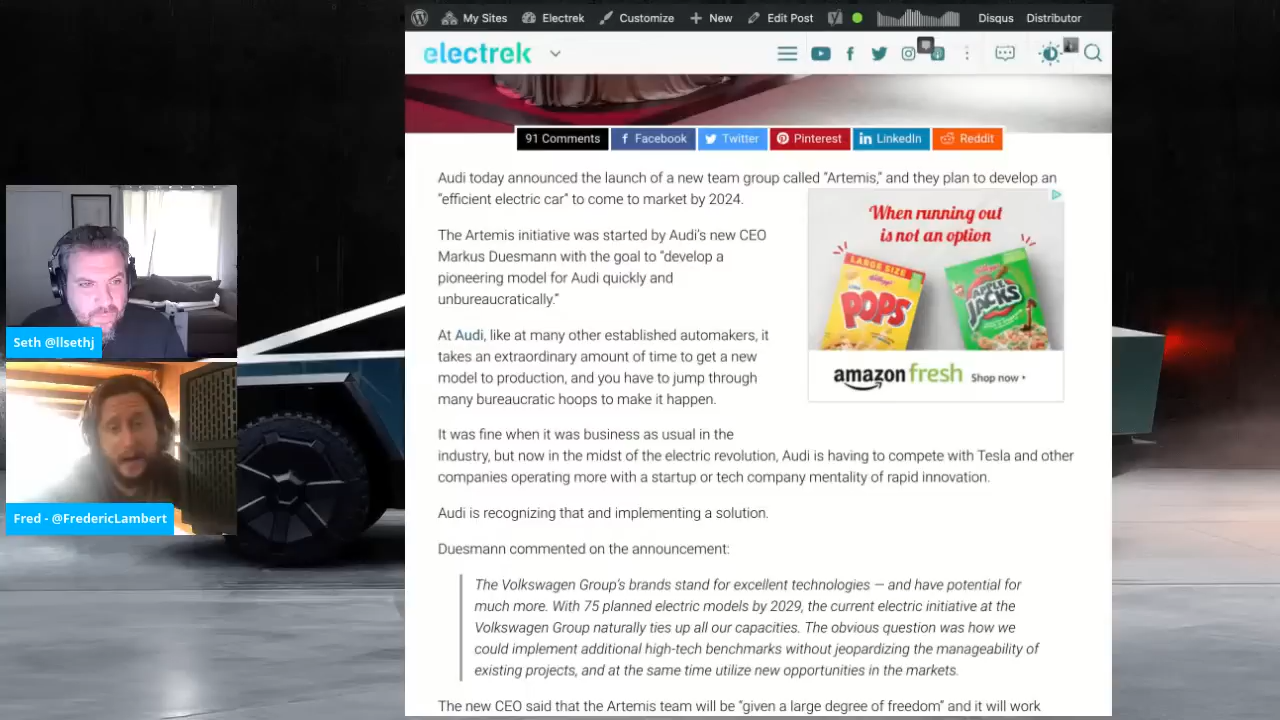 My Sites
Electrek
Customize
New
Edit Post
Disqus
Distributor
electrek
91 Comments
Facebook
Twitter
Pinterest
LinkedIn
Reddit
Audi today announced the launch of a new team group called "Artemis," and they plan to develop an
"efficient electric car" to come to market by 2024.
The Artemis initiative was started by Audi's new CEO
Markus Duesmann with the goal to "develop a
pioneering model for Audi quickly and
unbureaucratically."
At Audi, like at many other established automakers, it
takes an extraordinary amount of time to get a new
model to production, and you have to jump through
many bureaucratic hoops to make it happen.
When running out
is not an option
LARGE SIZE
Kellogg's
POPS
Kellogg's
APPLE
JACKS
amazon fresh Shop now
It was fine when it was business as usual in the
industry, but now in the midst of the electric revolution, Audi is having to compete with Tesla and other
companies operating more with a startup or tech company mentality of rapid innovation.
Audi is recognizing that and implementing a solution.
Duesmann commented on the announcement:
The Volkswagen Group's brands stand for excellent technologies — and have potential for
much more. With 75 planned electric models by 2029, the current electric initiative at the
Volkswagen Group naturally ties up all our capacities. The obvious question was how we
could implement additional high-tech benchmarks without jeopardizing the manageability of
existing projects, and at the same time utilize new opportunities in the markets.
The new CEO said that the Artemis team will be "given a large degree of freedom" and it will work
Seth @llsethj
Fred - @FredericLambert